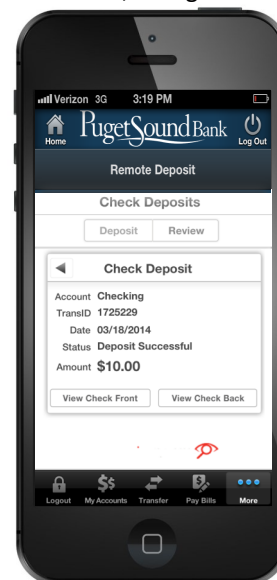 Verizon 3G 3:19 PM
Home PugetSound Bank Log Out
Remote Deposit
Check Deposits
Deposit Review
Check Deposit
Account Checking
TransID 1725229
Date 03/18/2014
Status Deposit Successful
Amount $10.00
View Check Front View Check Back
Logout My Accounts Transfer Pay Bills More